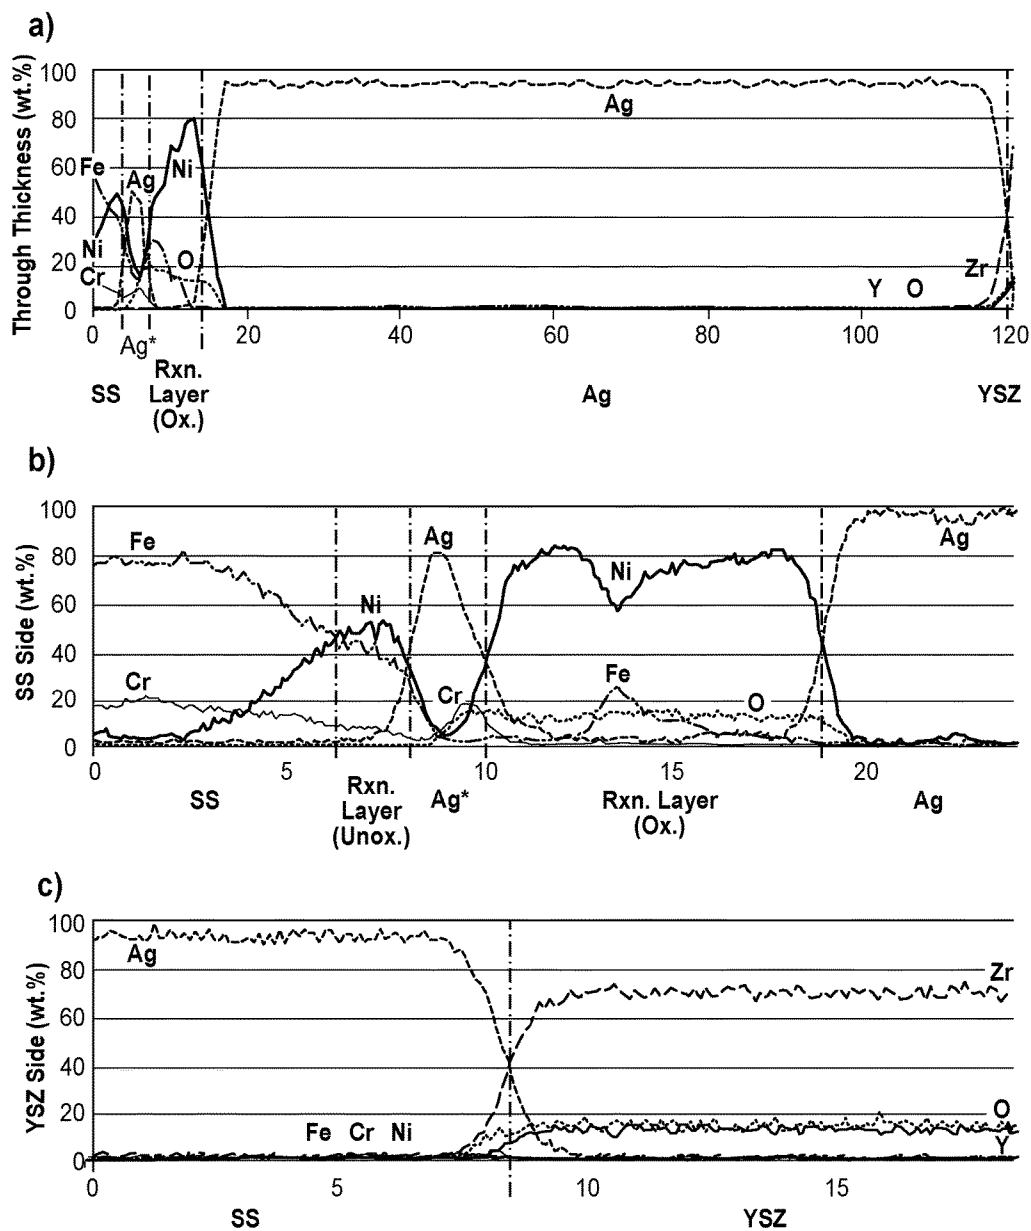 a)
Through Thickness (wt.%)
100
80
60
40
20
0
Fe
Ag
Ni
Ni
Cr
O
Ag
Zr
Y O
0 20 40 60 80 100 120
Ag*
SS
Rxn.
Layer
(Ox.)
Ag
YSZ
b)
SS Side (wt.%)
100
80
60
40
20
0
Fe
Ni
Cr
Ag
Cr
Ni
Fe
O
Ag
0 5 10 15 20
SS
Rxn.
Layer
(Unox.)
Ag*
Rxn. Layer
(Ox.)
Ag
c)
YSZ Side (wt.%)
100
80
60
40
20
0
Ag
Zr
Fe Cr Ni
O
Y
0 5 10 15
SS YSZ